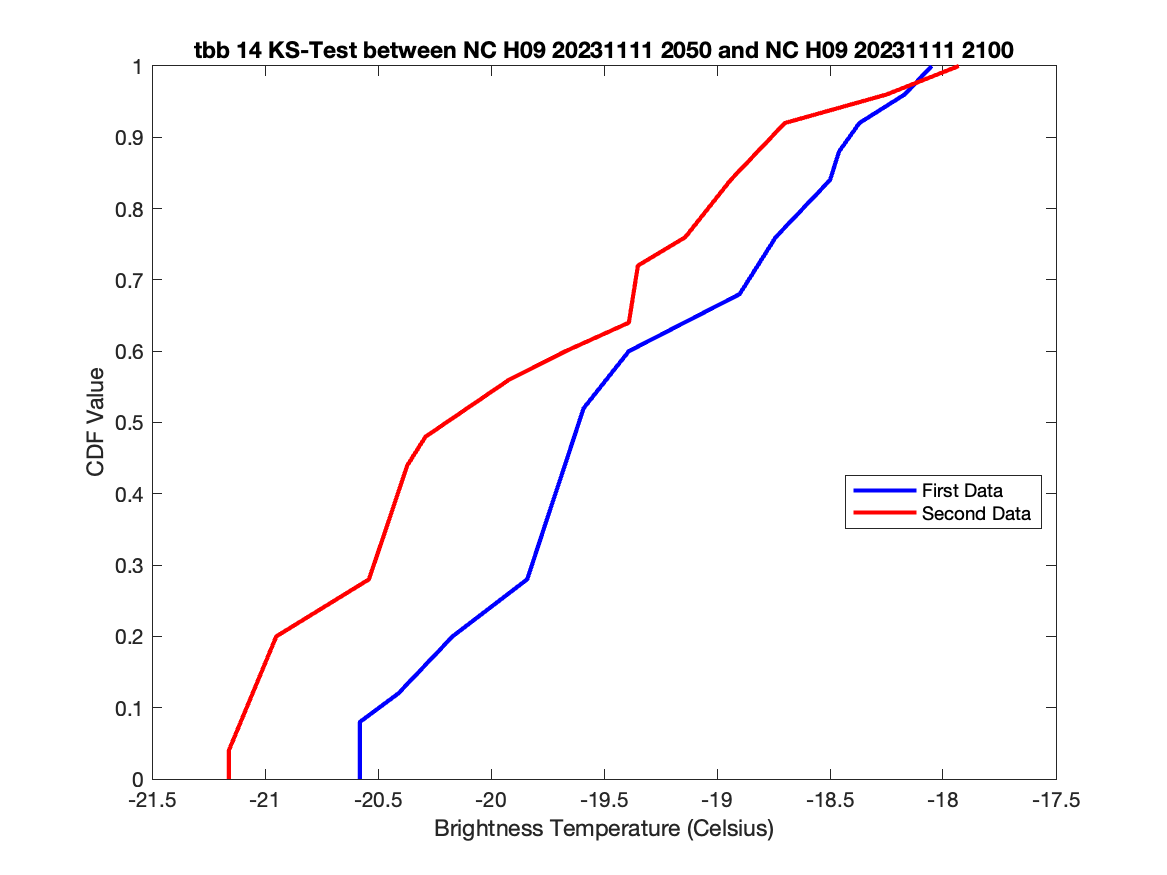 tbb 14 KS-Test between NC H09 20231111 2050 and NC H09 20231111 2100
1
0.9
0.8
0.7
0.6
0.5
0.4
0.3
0.2
0.1
0
CDF Value
First Data
Second Data
-21.5 -21 -20.5 -20 -19.5 -19 -18.5 -18 -17.5
Brightness Temperature (Celsius)